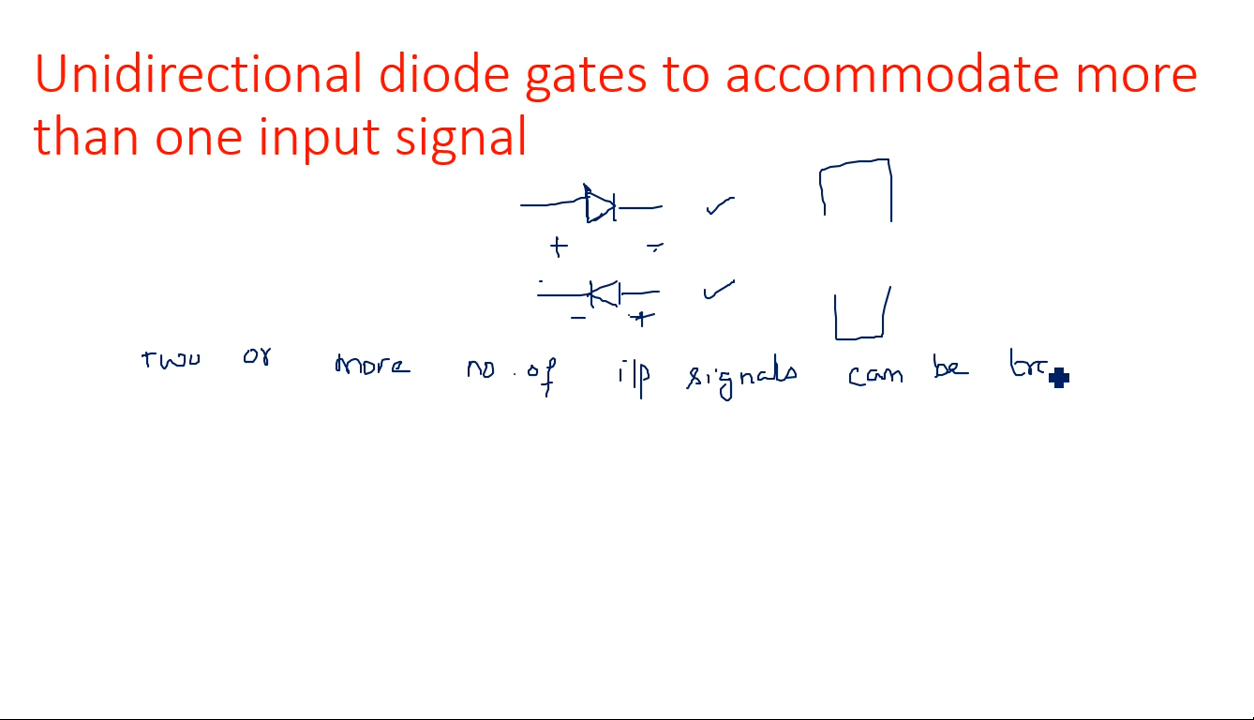 Unidirectional diode gates to accommodate more
than one input signal
+ -
- +
two or more no. of i/p signals can be